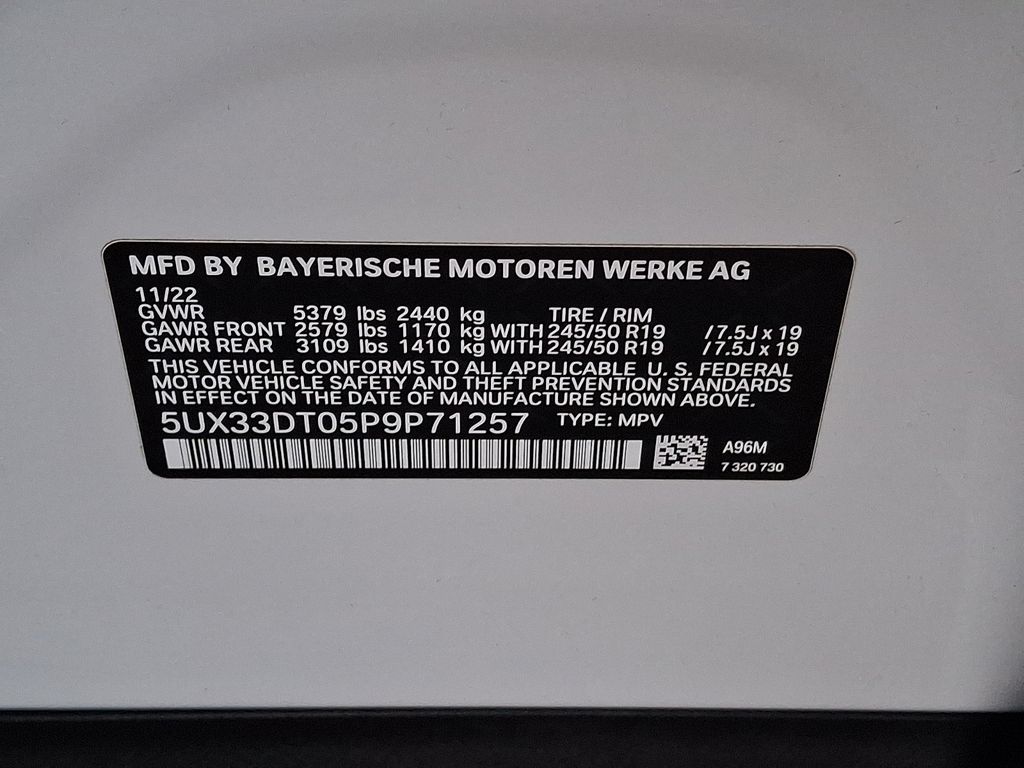 MFD BY BAYERISCHE MOTOREN WERKE AG
11/22
GVWR 5379 lbs 2440 kg TIRE / RIM
GAWR FRONT 2579 lbs 1170 kg WITH 245/50 R19 / 7.5J x 19
GAWR REAR 3109 lbs 1410 kg WITH 245/50 R19 / 7.5J x 19
THIS VEHICLE CONFORMS TO ALL APPLICABLE U. S. FEDERAL
MOTOR VEHICLE SAFETY AND THEFT PREVENTION STANDARDS
IN EFFECT ON THE DATE OF MANUFACTURE SHOWN ABOVE.
5UX33DT05P9P71257 TYPE: MPV
A96M
7 320 730